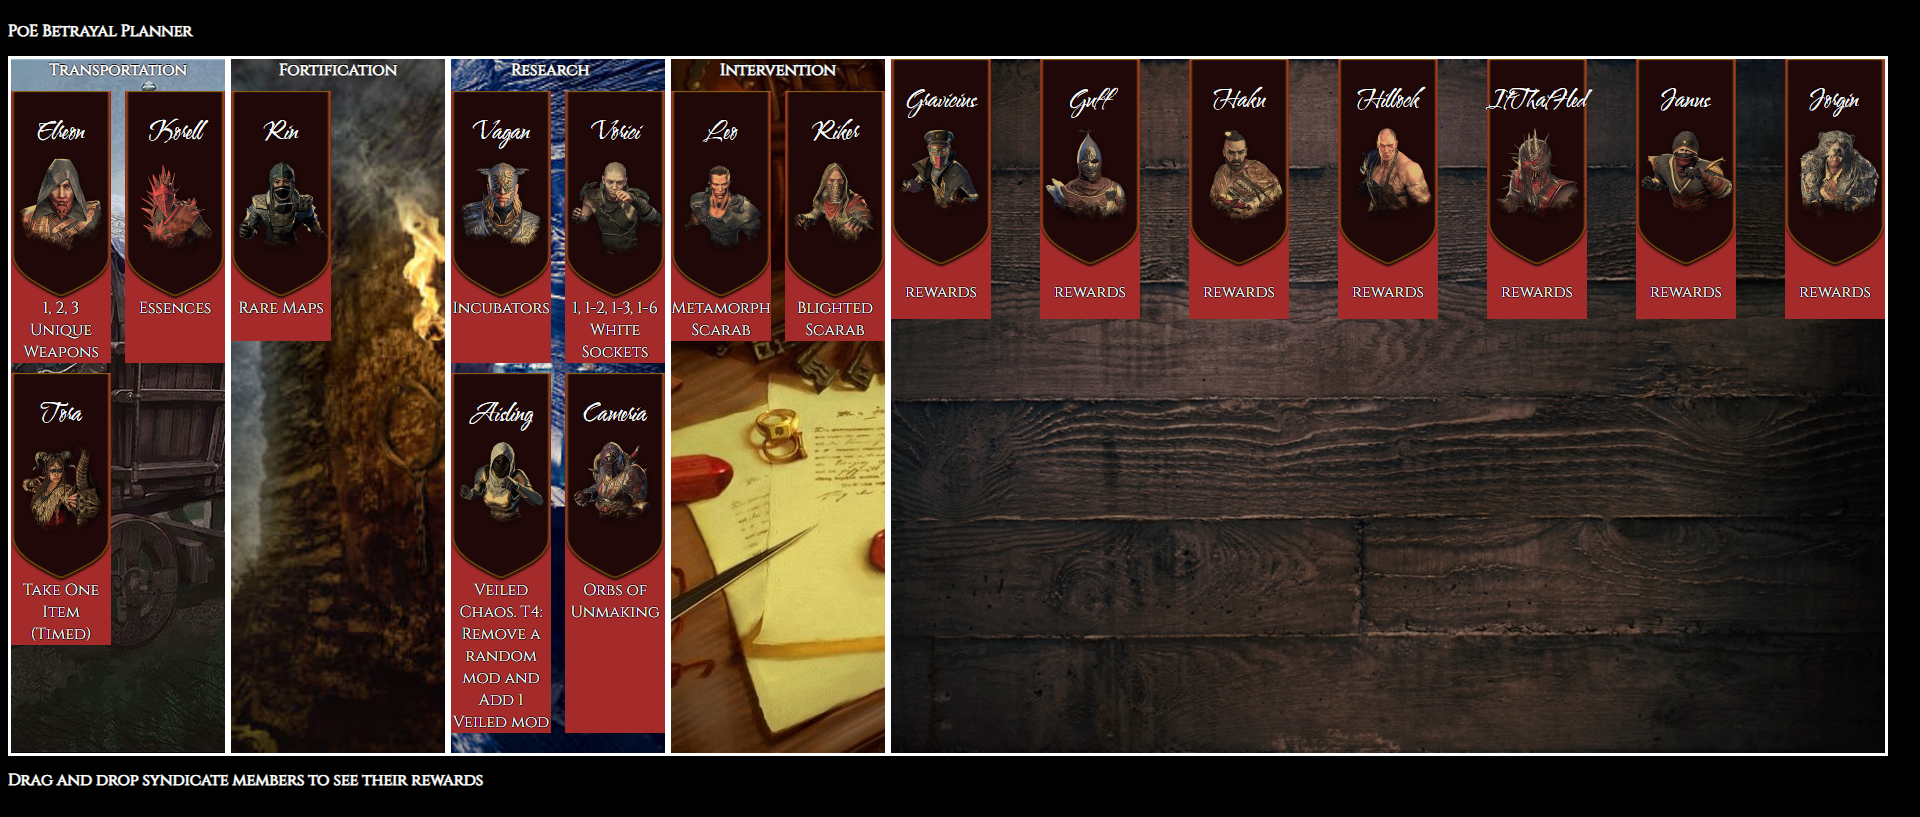 PoE Betrayal Planner
Transportation
Fortification
Research
Intervention
Elreon
Korell
Rin
Vagan
Vorici
Leo
Riker
Gravicius
Guff
Haku
Hillock
ItThatFled
Janus
Jorgin
1, 2, 3
Unique
Weapons
Essences
Rare Maps
Incubators
1, 1-2, 1-3, 1-6
White
Sockets
Metamorph
Scarab
Blighted
Scarab
rewards
rewards
rewards
rewards
rewards
rewards
rewards
Tora
Aisling
Cameria
Take One
Item
(Timed)
Veiled
Chaos. T4:
Remove a
random
mod and
Add 1
Veiled mod
Orbs of
Unmaking
Drag and drop syndicate members to see their rewards